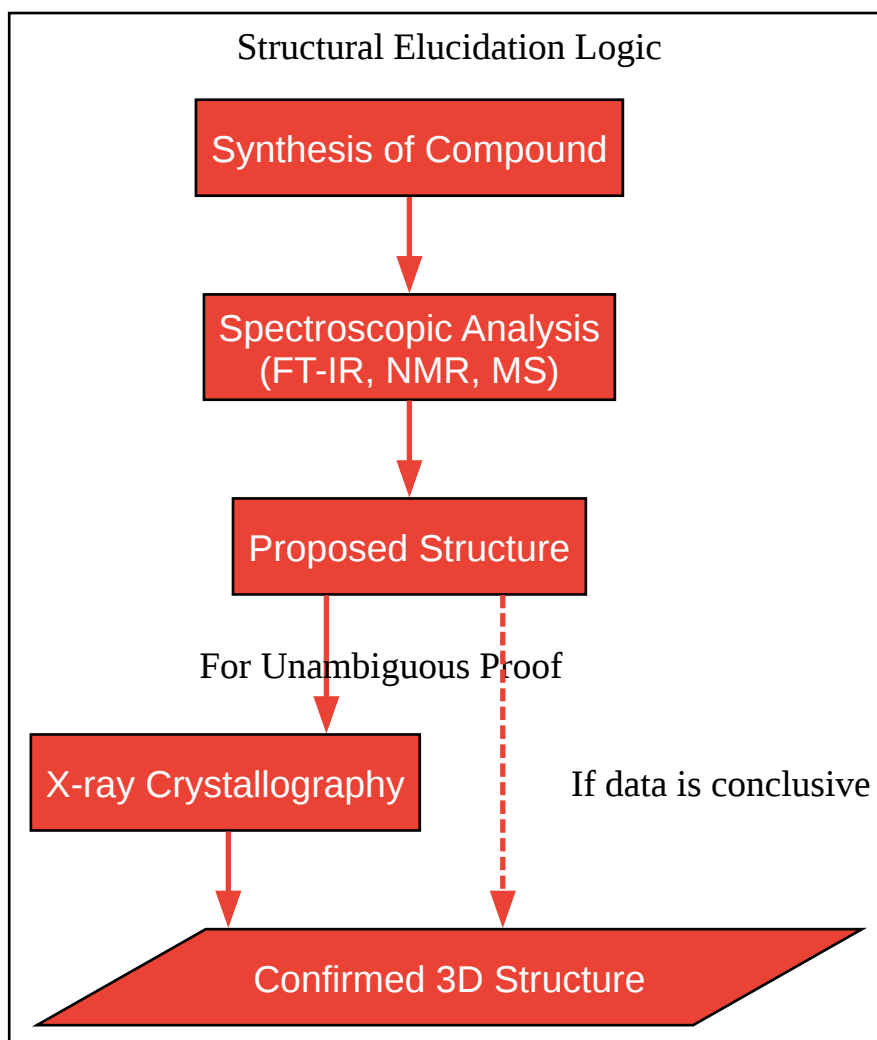 Structural Elucidation Logic
Synthesis of Compound
Spectroscopic Analysis
(FT-IR, NMR, MS)
Proposed Structure
For Unambiguous Proof
X-ray Crystallography
If data is conclusive
Confirmed 3D Structure